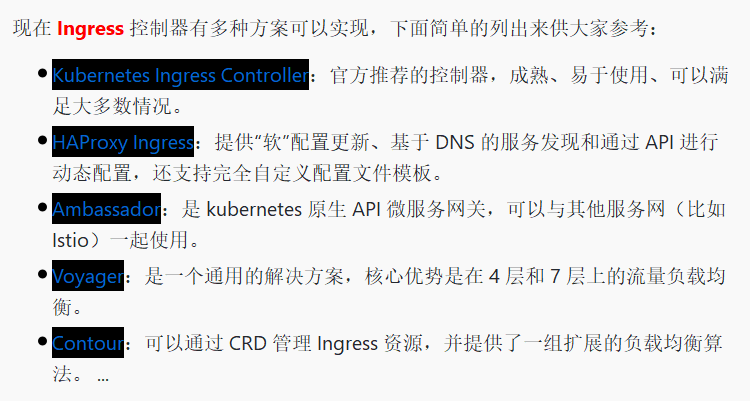 现在 Ingress 控制器有多种方案可以实现，下面简单的列出来供大家参考：
Kubernetes Ingress Controller：官方推荐的控制器，成熟、易于使用、可以满
足大多数情况。
HAProxy Ingress：提供“软”配置更新、基于 DNS 的服务发现和通过 API 进行
动态配置，还支持完全自定义配置文件模板。
Ambassador：是 kubernetes 原生 API 微服务网关，可以与其他服务网（比如
Istio）一起使用。
Voyager：是一个通用的解决方案，核心优势是在 4 层和 7 层上的流量负载均
衡。
Contour：可以通过 CRD 管理 Ingress 资源，并提供了一组扩展的负载均衡算
法。 ...